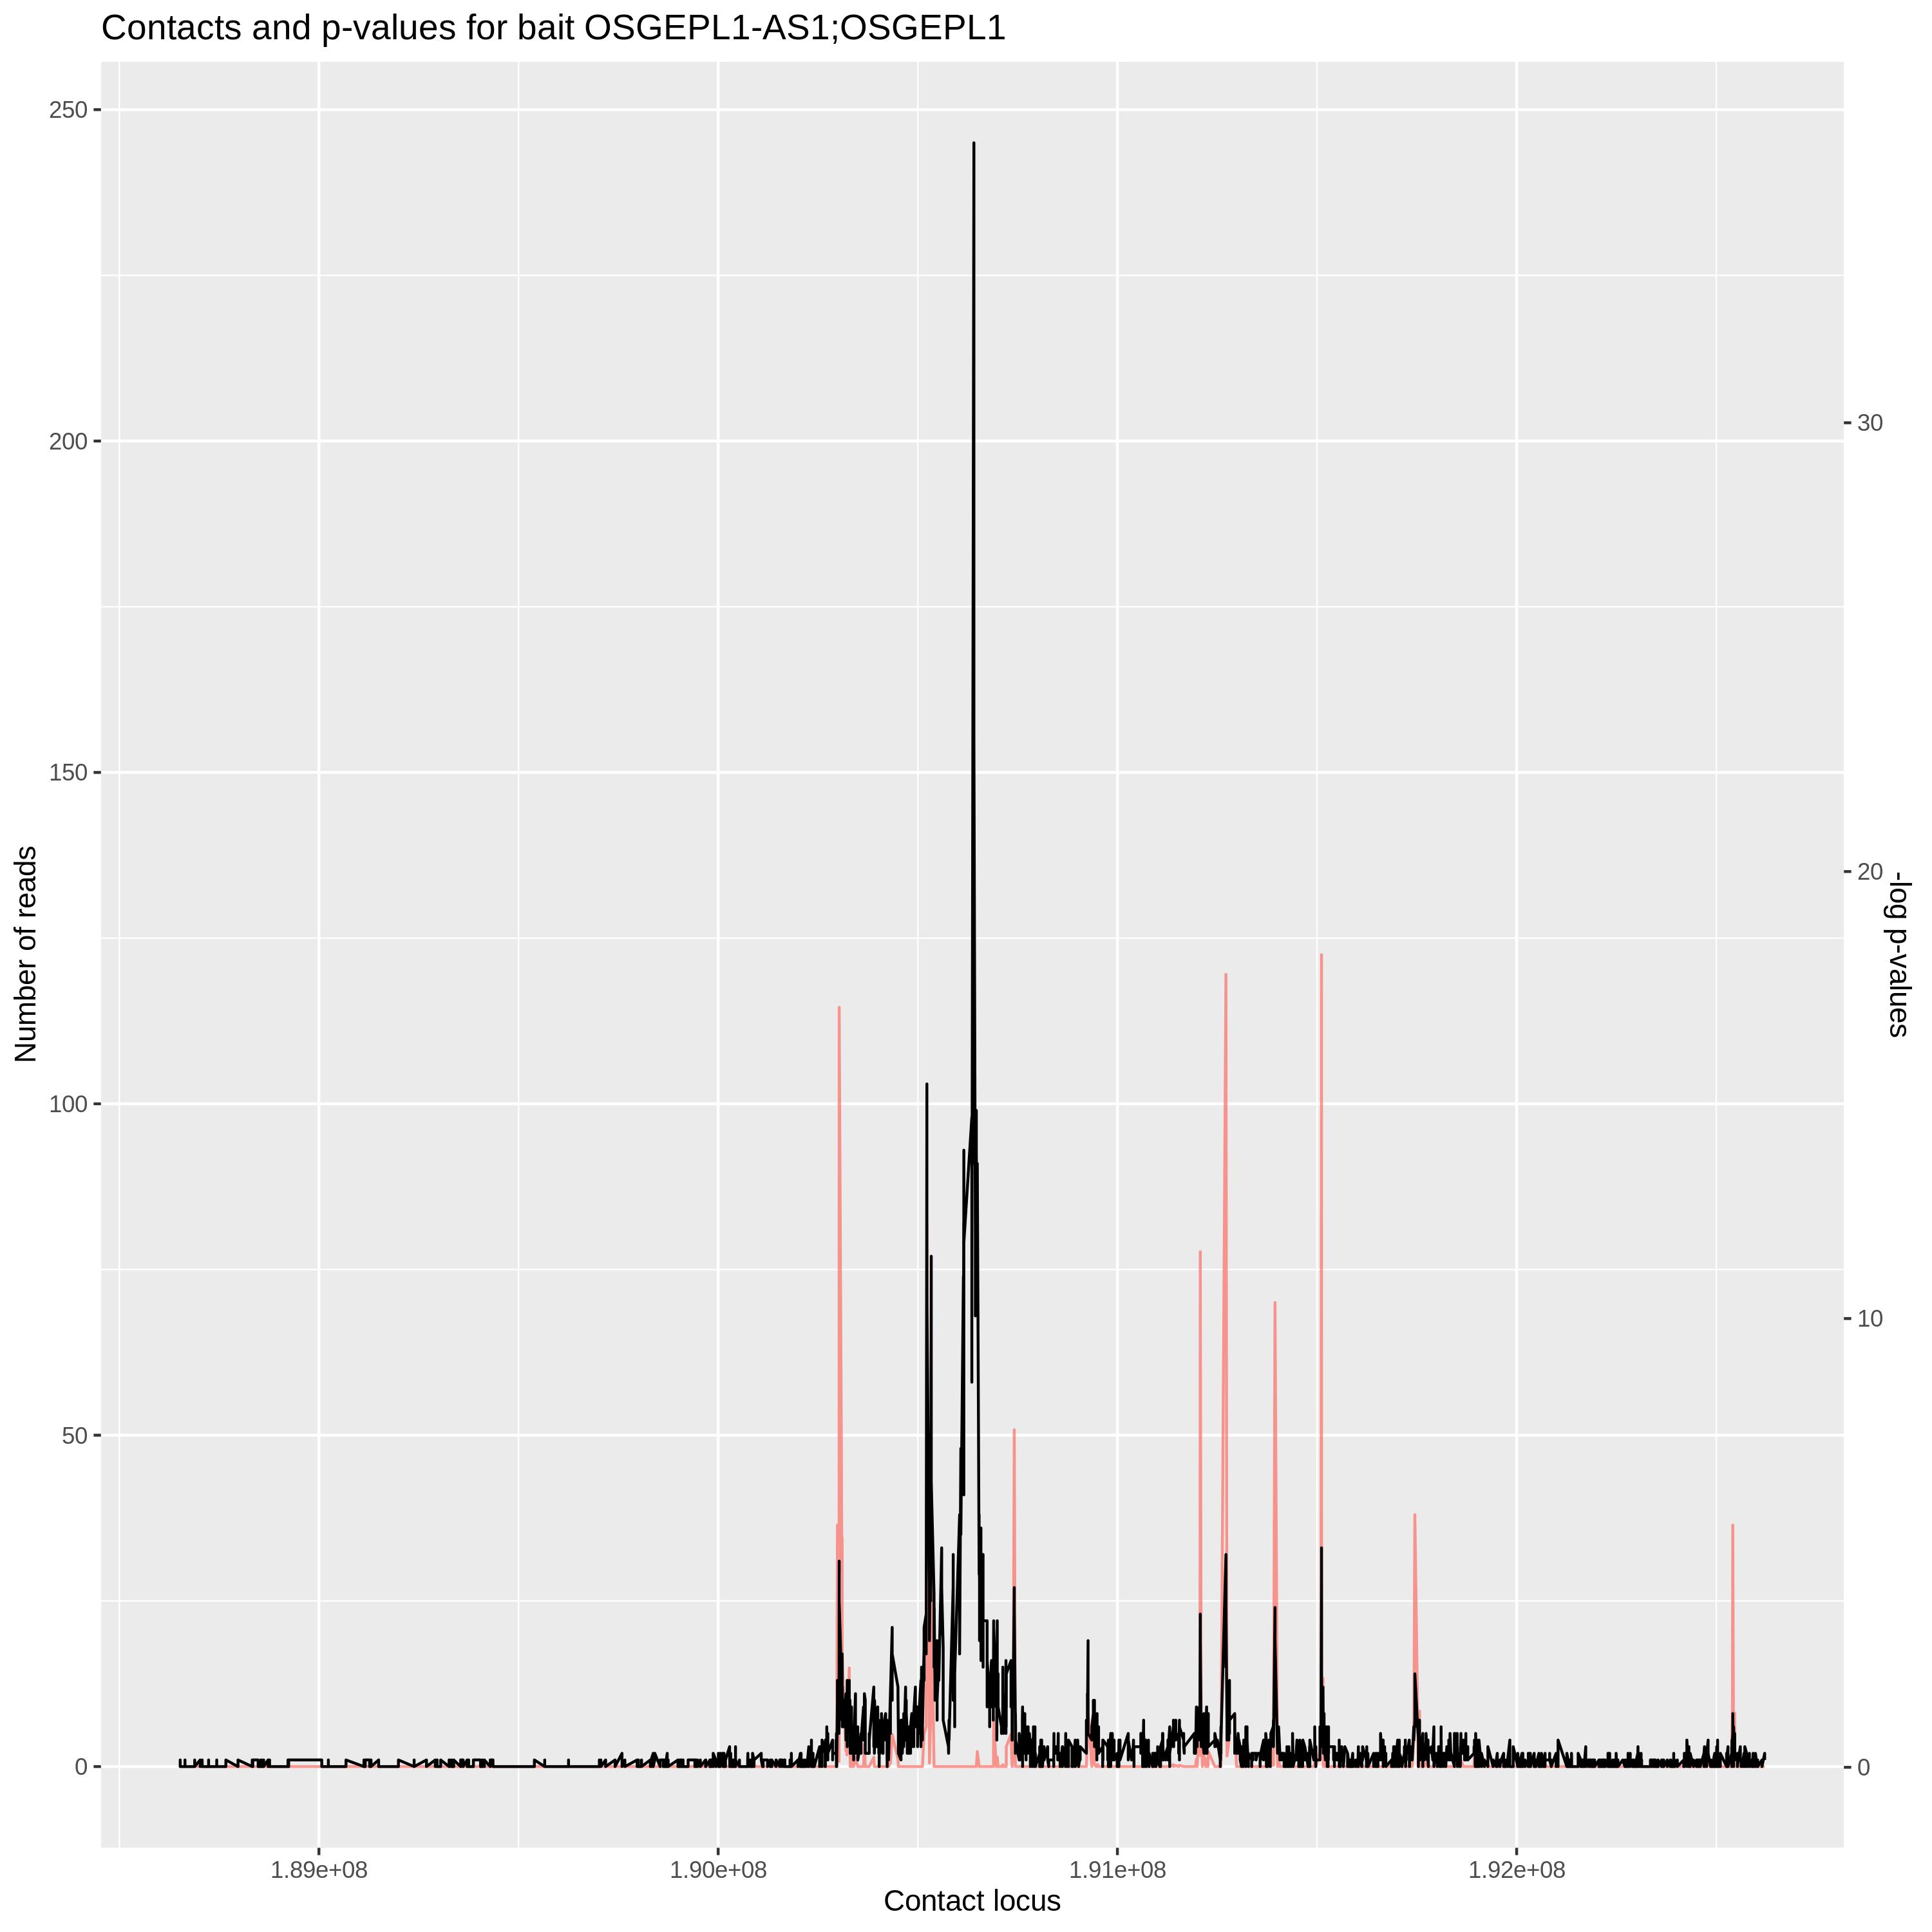 Contacts and p-values for bait OSGEPL1-AS1;OSGEPL1
250
200
150
100
50
0
Number of reads
30
20
10
0
-log p-values
1.89e+08
1.90e+08
1.91e+08
1.92e+08
Contact locus